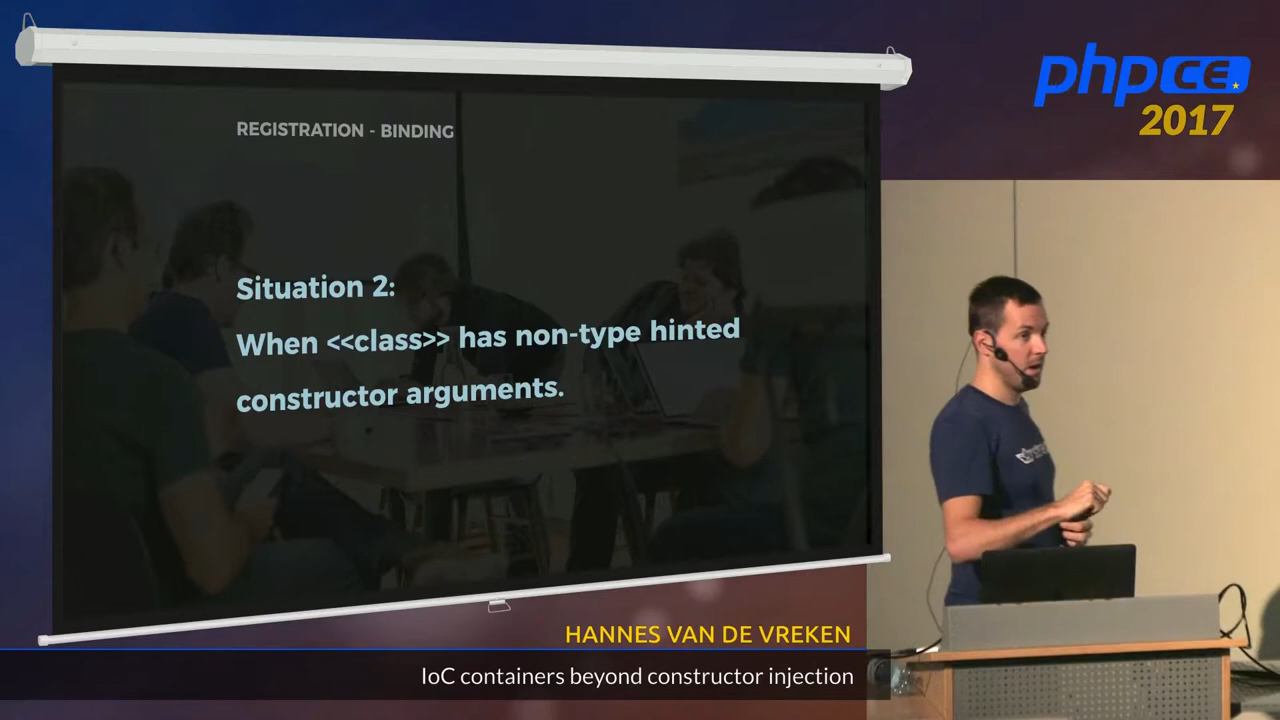 REGISTRATION - BINDING
Situation 2:
When <<class>> has non-type hinted
constructor arguments.
phpCE
2017
HANNES VAN DE VREKEN
IoC containers beyond constructor injection